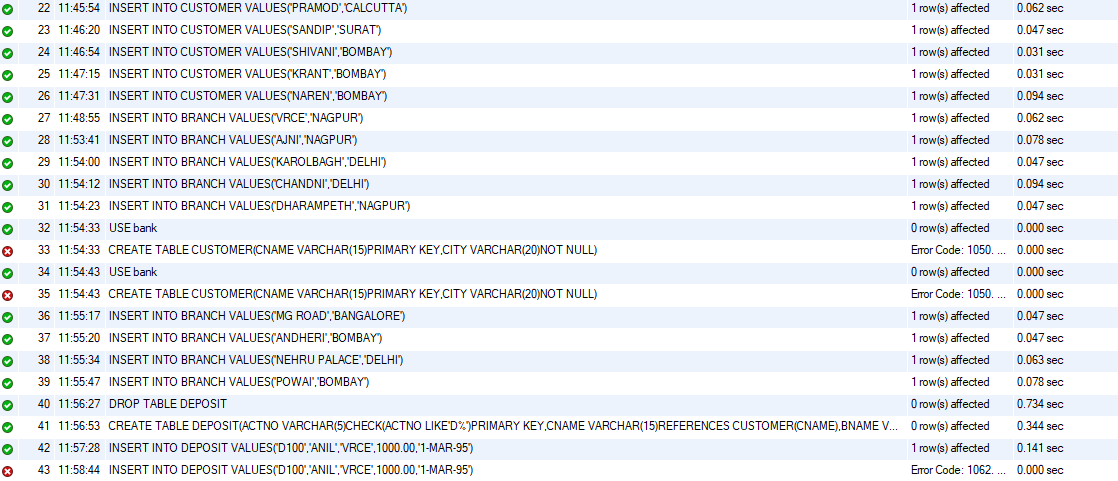 22 11:45:54 INSERT INTO CUSTOMER VALUES('PRAMOD','CALCUTTA') 1 row(s) affected 0.062 sec
23 11:46:20 INSERT INTO CUSTOMER VALUES('SANDIP','SURAT') 1 row(s) affected 0.047 sec
24 11:46:54 INSERT INTO CUSTOMER VALUES('SHIVANI','BOMBAY') 1 row(s) affected 0.031 sec
25 11:47:15 INSERT INTO CUSTOMER VALUES('KRANT','BOMBAY') 1 row(s) affected 0.031 sec
26 11:47:31 INSERT INTO CUSTOMER VALUES('NAREN','BOMBAY') 1 row(s) affected 0.094 sec
27 11:48:55 INSERT INTO BRANCH VALUES('VRCE','NAGPUR') 1 row(s) affected 0.062 sec
28 11:53:41 INSERT INTO BRANCH VALUES('AJNI','NAGPUR') 1 row(s) affected 0.078 sec
29 11:54:00 INSERT INTO BRANCH VALUES('KAROLBAGH','DELHI') 1 row(s) affected 0.047 sec
30 11:54:12 INSERT INTO BRANCH VALUES('CHANDNI','DELHI') 1 row(s) affected 0.094 sec
31 11:54:23 INSERT INTO BRANCH VALUES('DHARAMPETH','NAGPUR') 1 row(s) affected 0.047 sec
32 11:54:33 USE bank 0 row(s) affected 0.000 sec
33 11:54:33 CREATE TABLE CUSTOMER(CNAME VARCHAR(15)PRIMARY KEY,CITY VARCHAR(20)NOT NULL) Error Code: 1050. ... 0.000 sec
34 11:54:43 USE bank 0 row(s) affected 0.000 sec
35 11:54:43 CREATE TABLE CUSTOMER(CNAME VARCHAR(15)PRIMARY KEY,CITY VARCHAR(20)NOT NULL) Error Code: 1050. ... 0.000 sec
36 11:55:17 INSERT INTO BRANCH VALUES('MG ROAD','BANGALORE') 1 row(s) affected 0.047 sec
37 11:55:20 INSERT INTO BRANCH VALUES('ANDHERI','BOMBAY') 1 row(s) affected 0.047 sec
38 11:55:34 INSERT INTO BRANCH VALUES('NEHRU PALACE','DELHI') 1 row(s) affected 0.063 sec
39 11:55:47 INSERT INTO BRANCH VALUES('POWAI','BOMBAY') 1 row(s) affected 0.078 sec
40 11:56:27 DROP TABLE DEPOSIT 0 row(s) affected 0.734 sec
41 11:56:53 CREATE TABLE DEPOSIT(ACTNO VARCHAR(5)CHECK(ACTNO LIKE'D%')PRIMARY KEY,CNAME VARCHAR(15)REFERENCES CUSTOMER(CNAME),BNAME V... 0 row(s) affected 0.344 sec
42 11:57:28 INSERT INTO DEPOSIT VALUES('D100','ANIL','VRCE',1000.00,'1-MAR-95') 1 row(s) affected 0.141 sec
43 11:58:44 INSERT INTO DEPOSIT VALUES('D100','ANIL','VRCE',1000.00,'1-MAR-95') Error Code: 1062. ... 0.000 sec